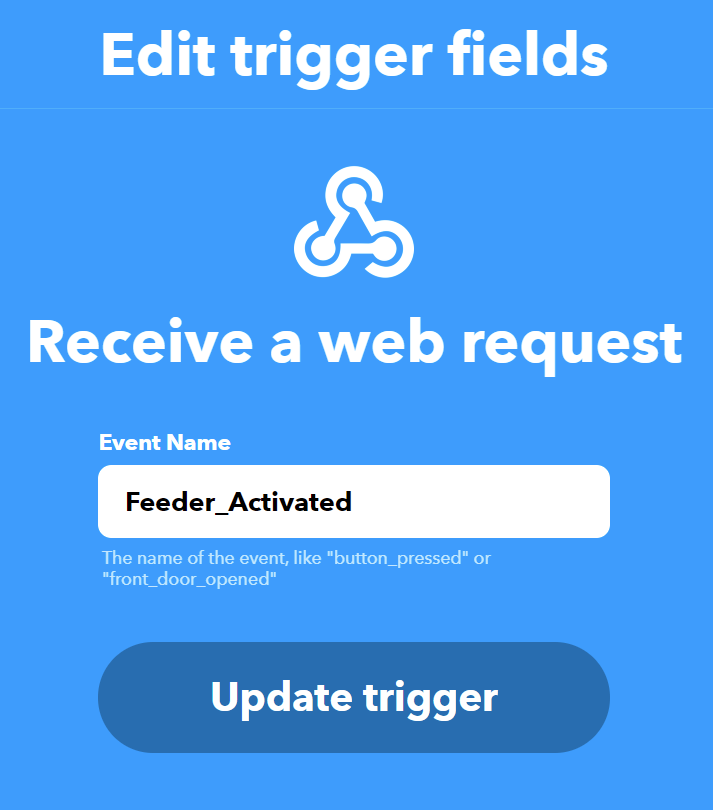 Edit trigger fields
Receive a web request
Event Name
Feeder_Activated
The name of the event, like "button_pressed" or
"front_door_opened"
Update trigger